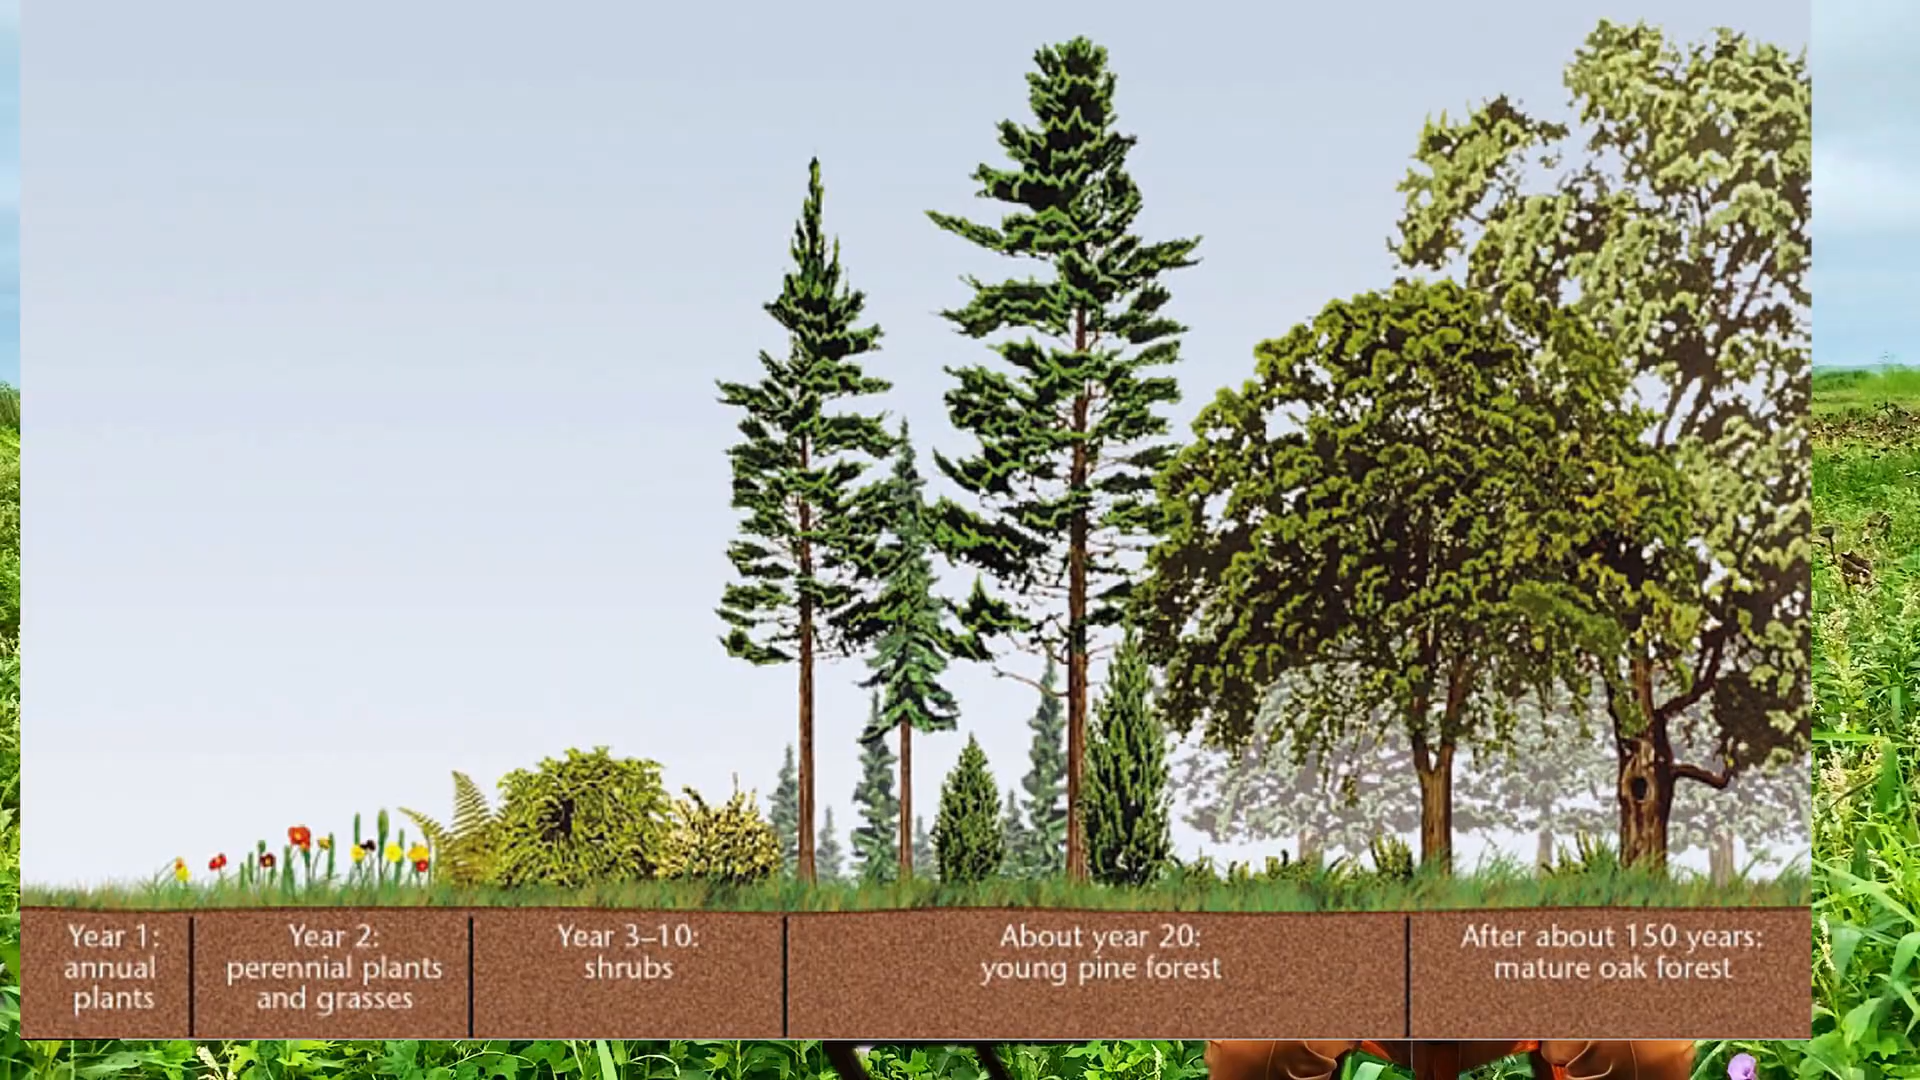 Year 1:
annual
plants
Year 2:
perennial plants
and grasses
Year 3–10:
shrubs
About year 20:
young pine forest
After about 150 years:
mature oak forest